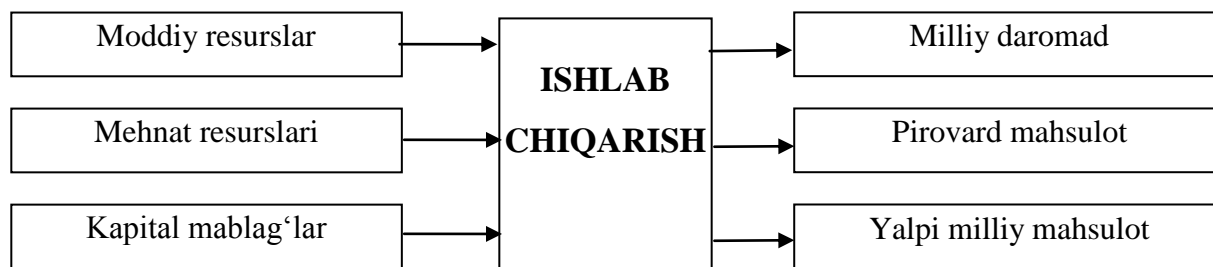 Moddiy resurslar
Mehnat resurslari
Kapital mablag‘lar
ISHLAB
CHIQARISH
Milliy daromad
Pirovard mahsulot
Yalpi milliy mahsulot